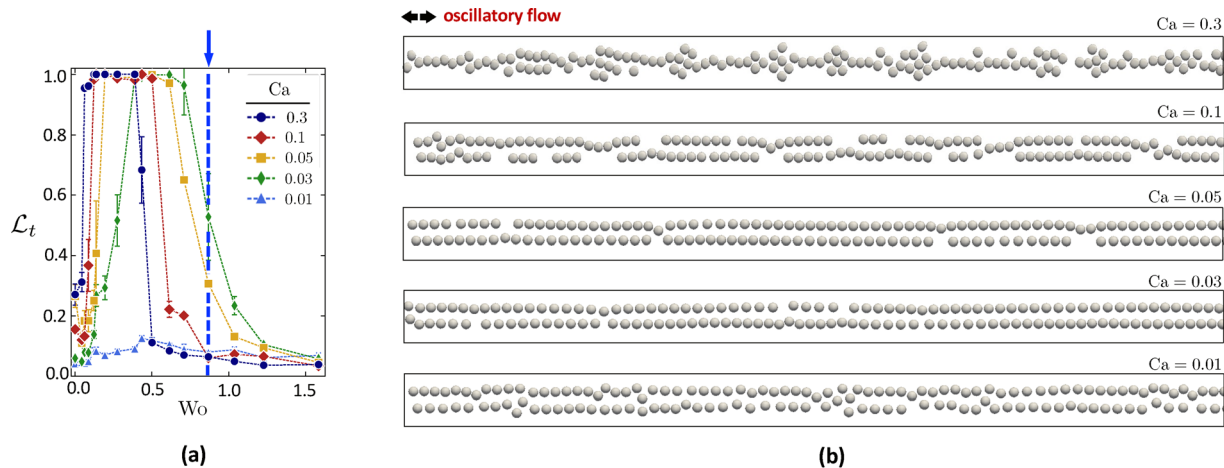 oscillatory flow
Ca = 0.3
Ca = 0.1
Ca = 0.05
Ca = 0.03
Ca = 0.01
1.0
0.8
0.6
0.4
0.2
0.0
ℒt
0.0 0.5 1.0 1.5
Wo
Ca
0.3
0.1
0.05
0.03
0.01
(a)
(b)